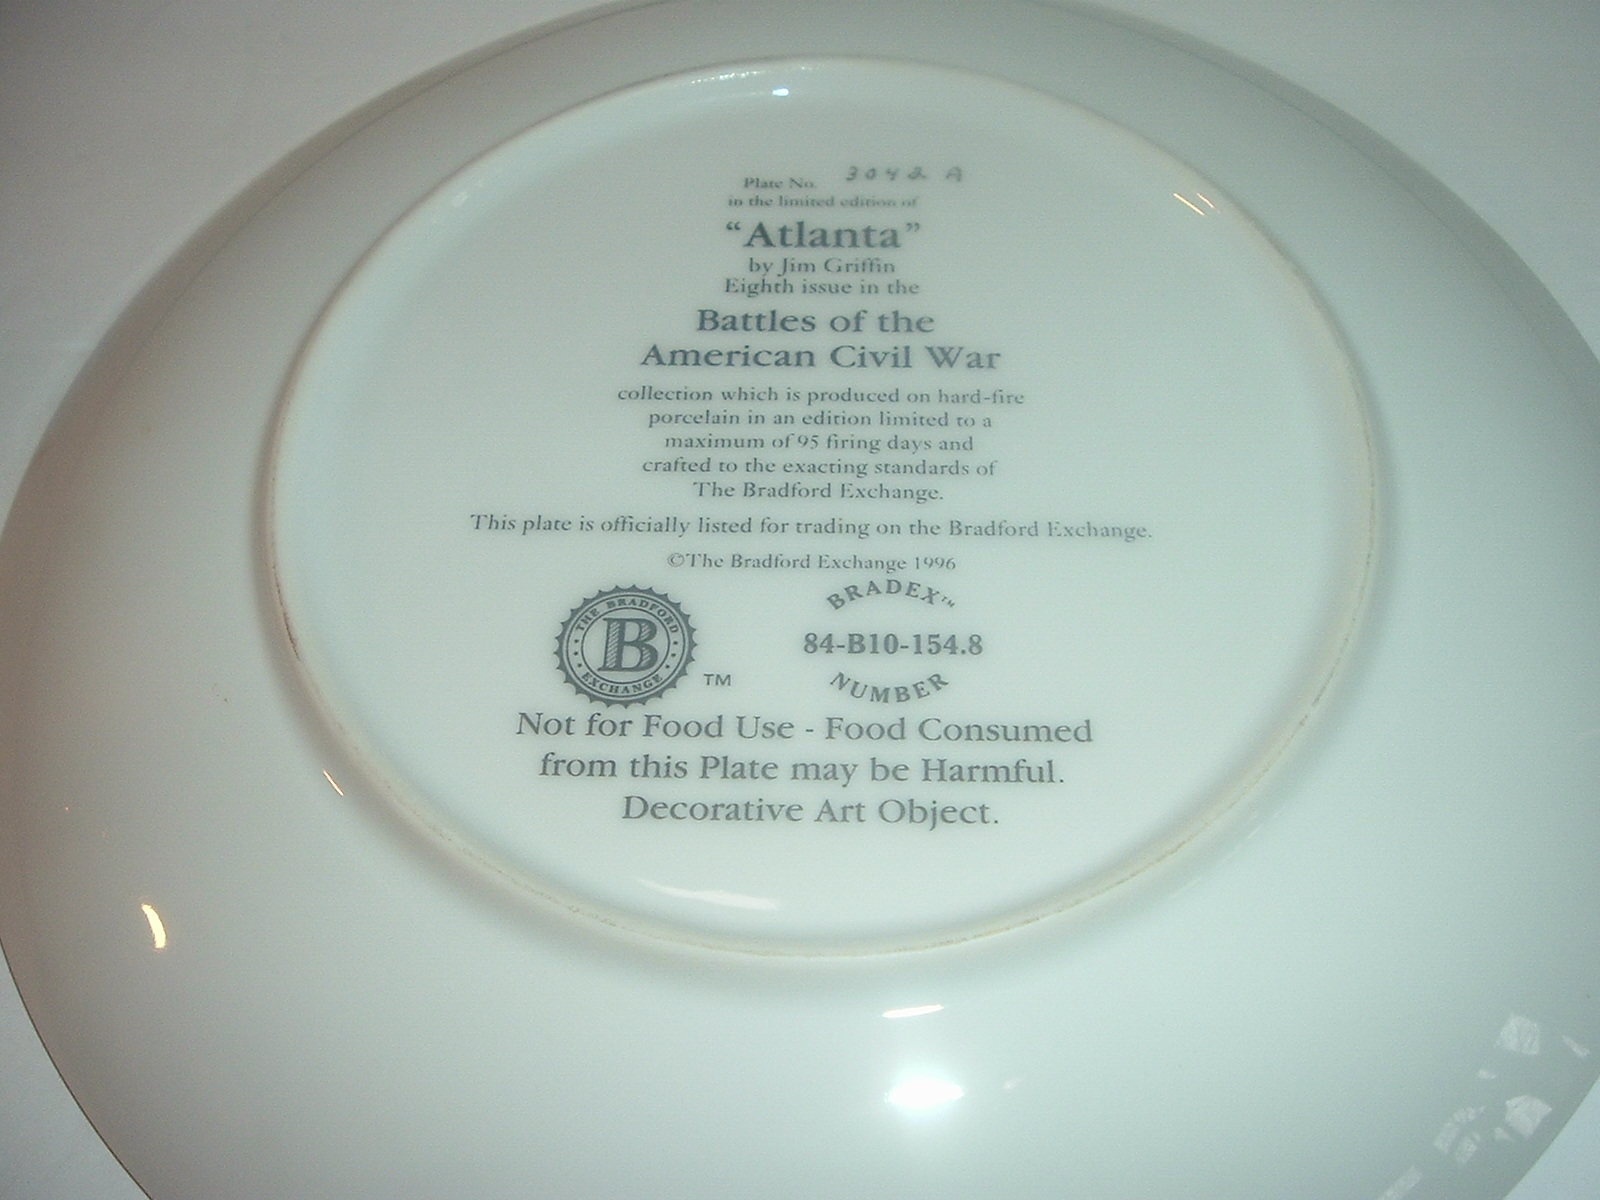 Plate No. 3042 A
in the limited edition of
“Atlanta”
by Jim Griffin
Eighth issue in the
Battles of the
American Civil War
collection which is produced on hard-fire
porcelain in an edition limited to a
maximum of 95 firing days and
crafted to the exacting standards of
The Bradford Exchange.
This plate is officially listed for trading on the Bradford Exchange.
©The Bradford Exchange 1996
THE BRADFORD
B
EXCHANGE
TM
BRADEX™
84-B10-154.8
NUMBER
Not for Food Use - Food Consumed
from this Plate may be Harmful.
Decorative Art Object.